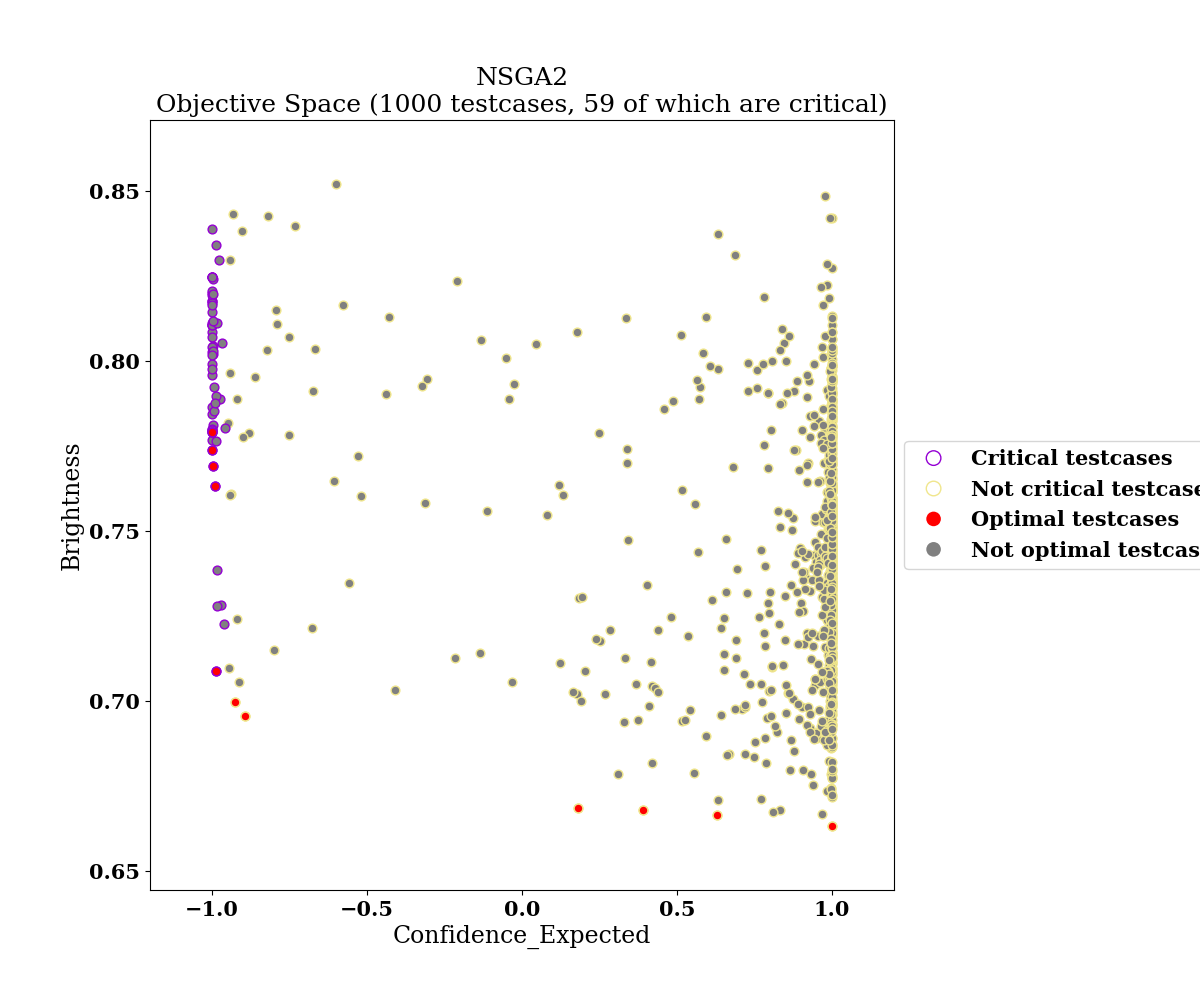 NSGA2
Objective Space (1000 testcases, 59 of which are critical)
0.85
0.80
0.75
0.70
0.65
Brightness
−1.0
−0.5
0.0
0.5
1.0
Confidence_Expected
Critical testcases
Not critical testcase
Optimal testcases
Not optimal testcas